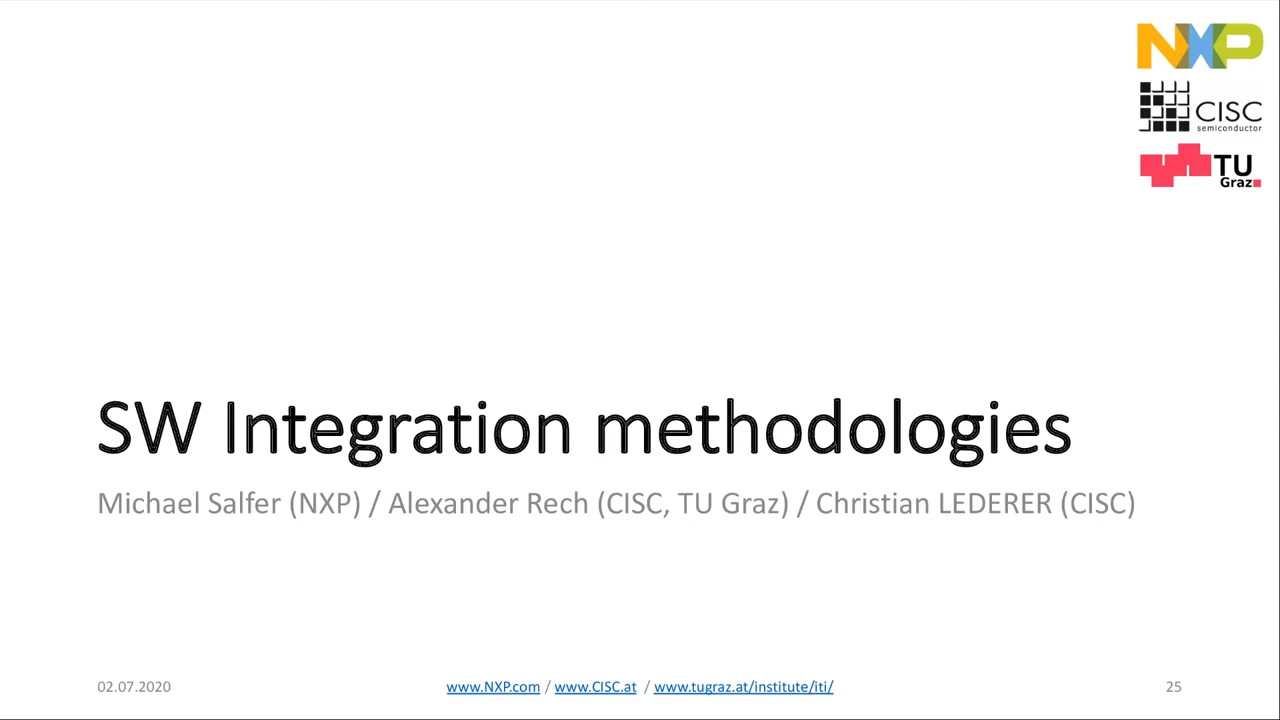 NXP
CISC
semiconductor
TU
Graz
SW Integration methodologies
Michael Salfer (NXP) / Alexander Rech (CISC, TU Graz) / Christian LEDERER (CISC)
02.07.2020
www.NXP.com / www.CISC.at / www.tugraz.at/institute/iti/
25